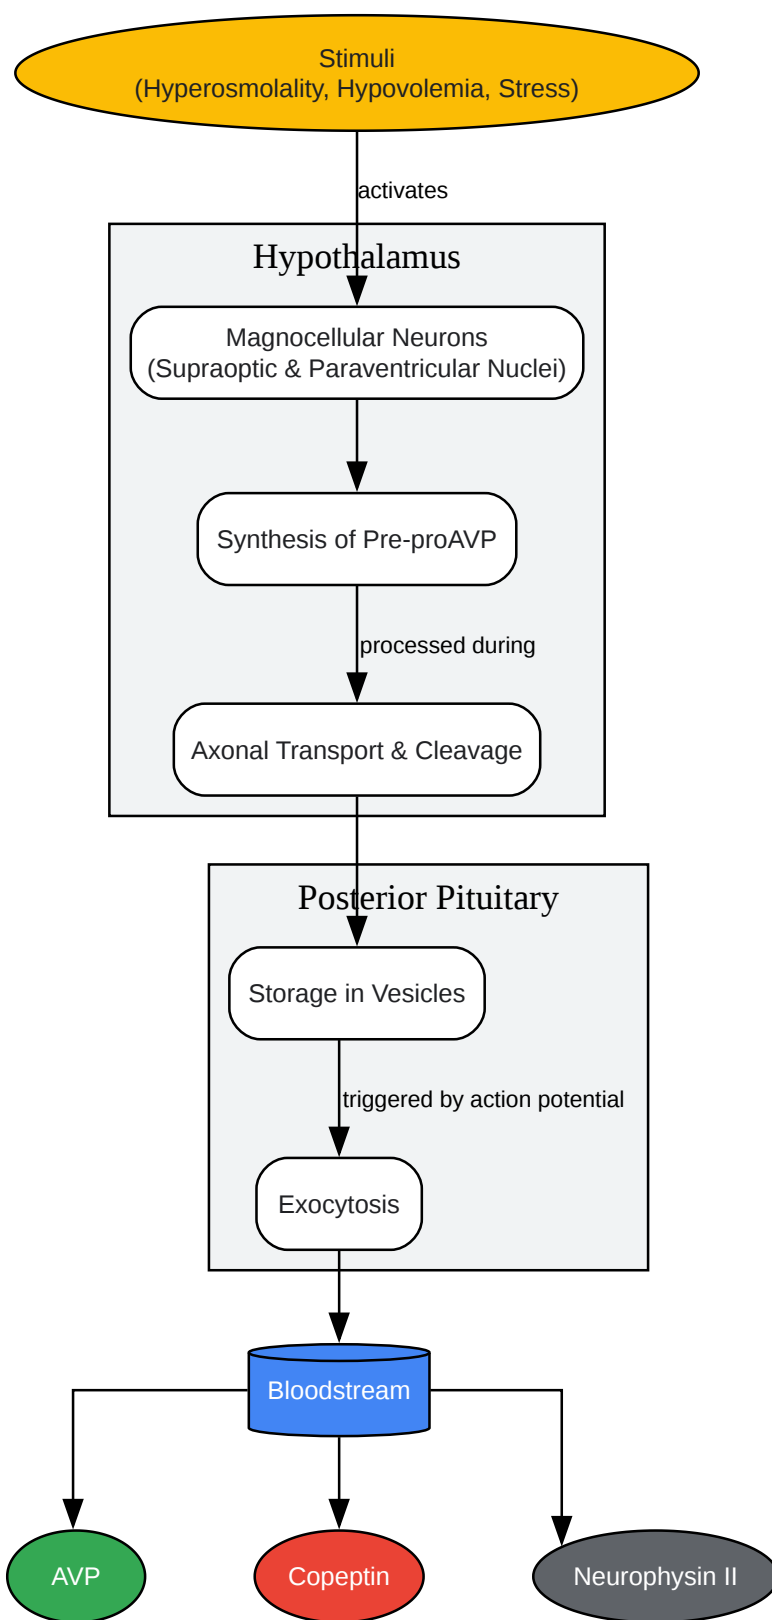 Stimuli
(Hyperosmolality, Hypovolemia, Stress)
activates
Hypothalamus
Magnocellular Neurons
(Supraoptic & Paraventricular Nuclei)
Synthesis of Pre-proAVP
processed during
Axonal Transport & Cleavage
Posterior Pituitary
Storage in Vesicles
triggered by action potential
Exocytosis
Bloodstream
AVP
Copeptin
Neurophysin II